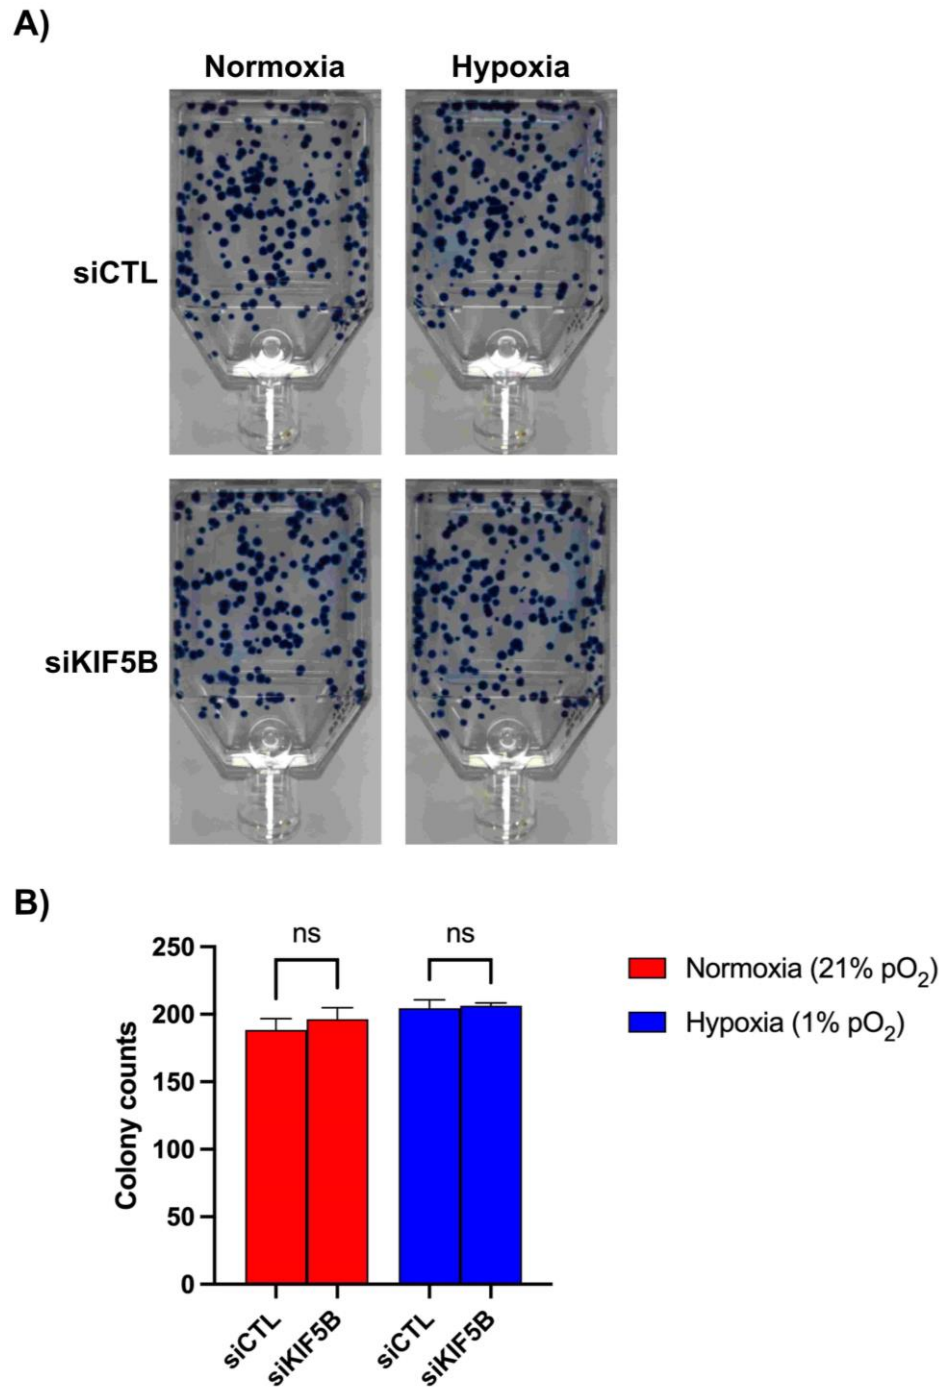 A)
Normoxia Hypoxia
siCTL
siKIF5B
B)
ns ns
250
200
150
100
50
0
Colony counts
siCTL siKIF5B siCTL siKIF5B
Normoxia (21% pO₂)
Hypoxia (1% pO₂)